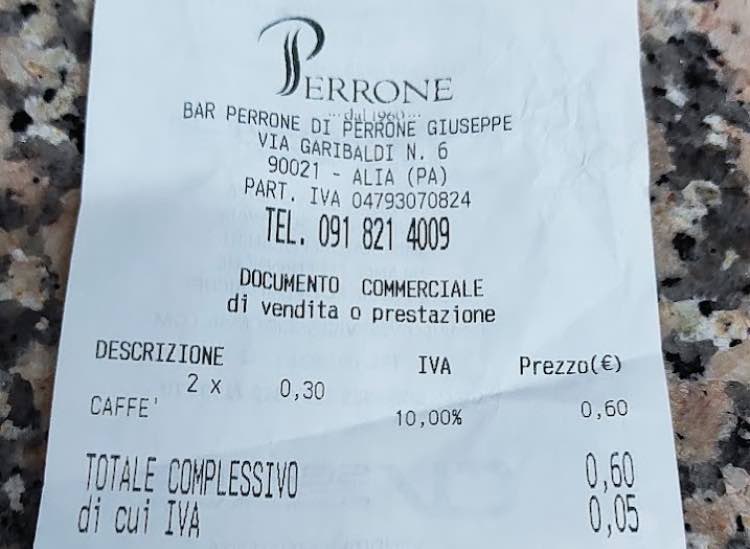 PERRONE
dal 1960
BAR PERRONE DI PERRONE GIUSEPPE
VIA GARIBALDI N. 6
90021 - ALIA (PA)
PART. IVA 04793070824
TEL. 091 821 4009
DOCUMENTO COMMERCIALE
di vendita o prestazione
DESCRIZIONE IVA Prezzo(€)
2 x 0,30
CAFFE' 10,00% 0,60
TOTALE COMPLESSIVO 0,60
di cui IVA 0,05